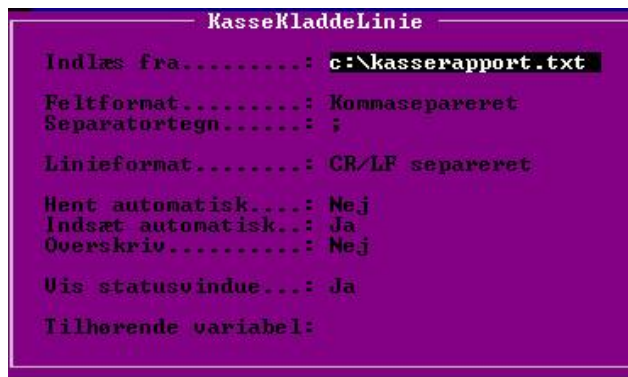 KasseKladdeLinie
Indlæs fra.........: c:\kasserapport.txt
Feltformat.........: Kommasepareret
Separatortegn......: ;
Linieformat........: CR/LF separeret
Hent automatisk....: Nej
Indsæt automatisk..: Ja
Overskriv..........: Nej
Vis statusvindue...: Ja
Tilhørende variabel: